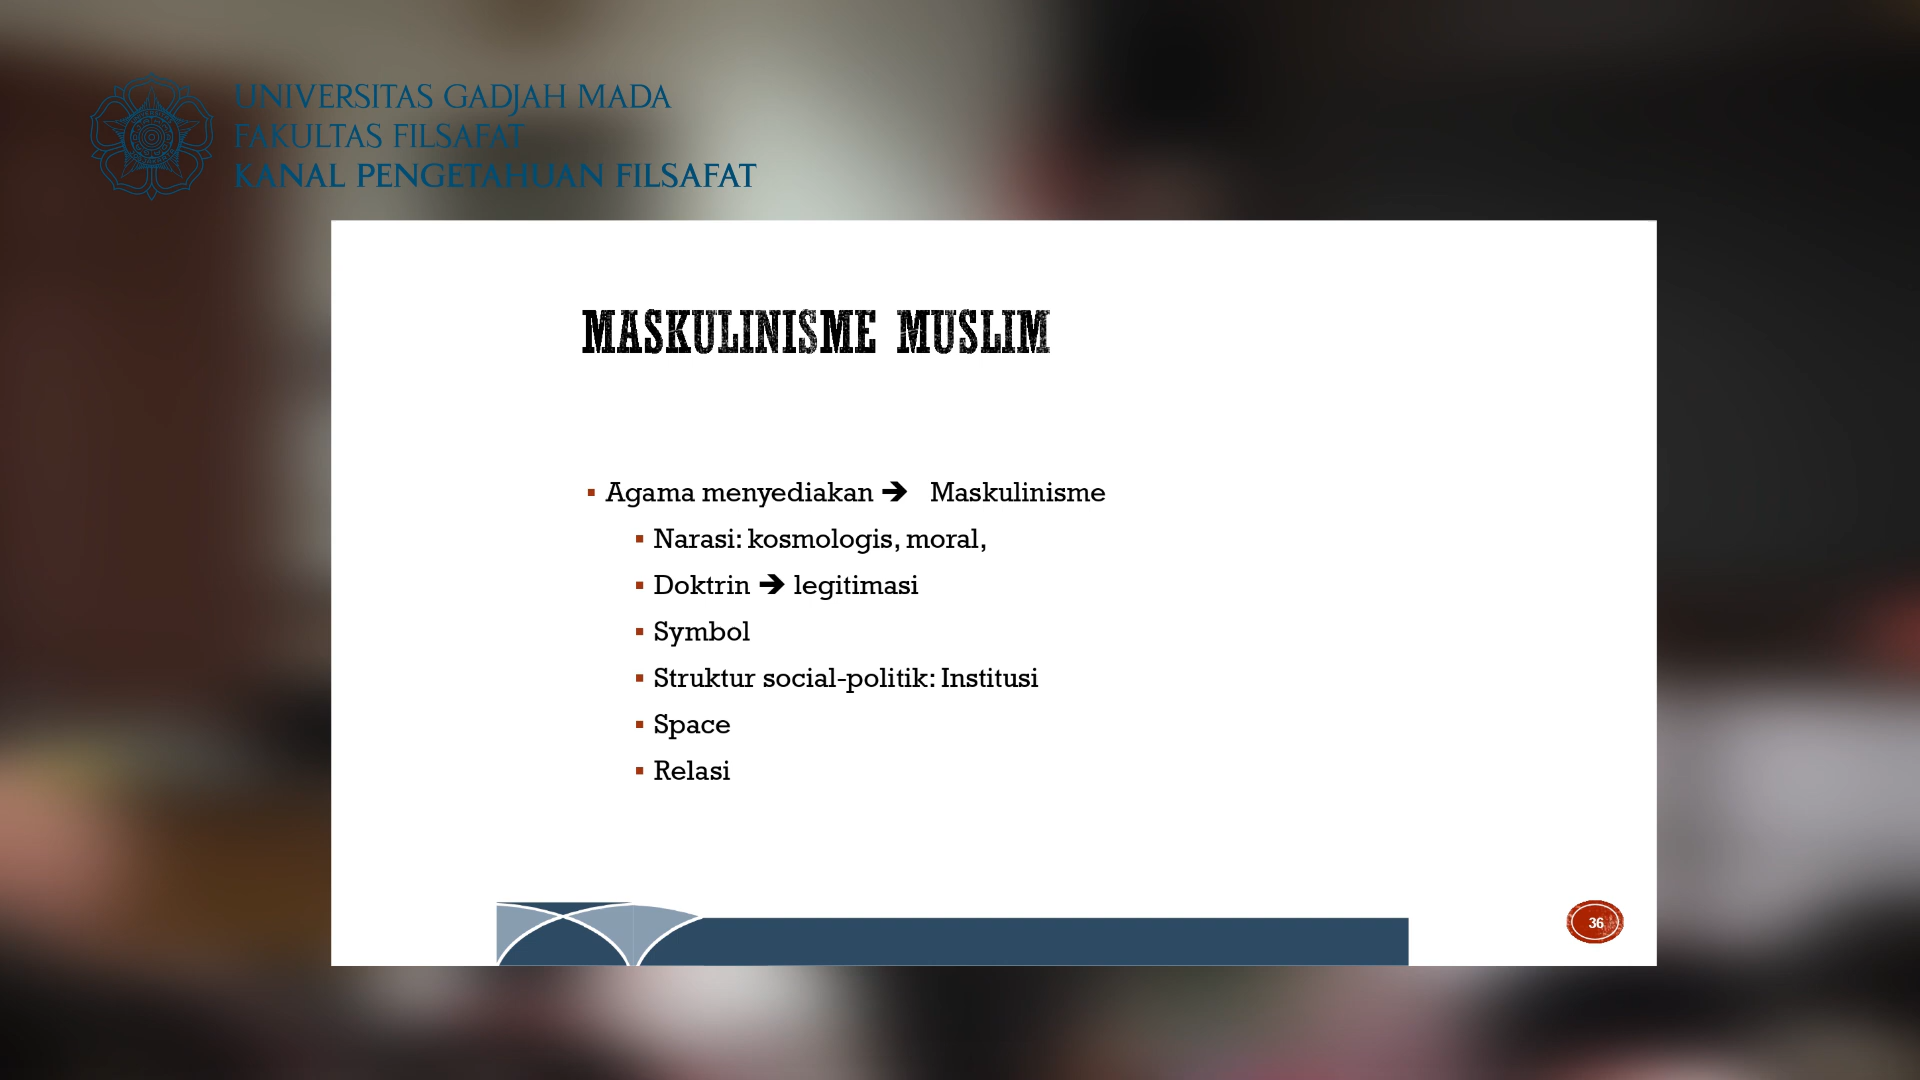 UNIVERSITAS GADJAH MADA
FAKULTAS FILSAFAT
KANAL PENGETAHUAN FILSAFAT
MASKULINISME MUSLIM
▪ Agama menyediakan ➔ Maskulinisme
▪ Narasi: kosmologis, moral,
▪ Doktrin ➔ legitimasi
▪ Symbol
▪ Struktur social-politik: Institusi
▪ Space
▪ Relasi
36